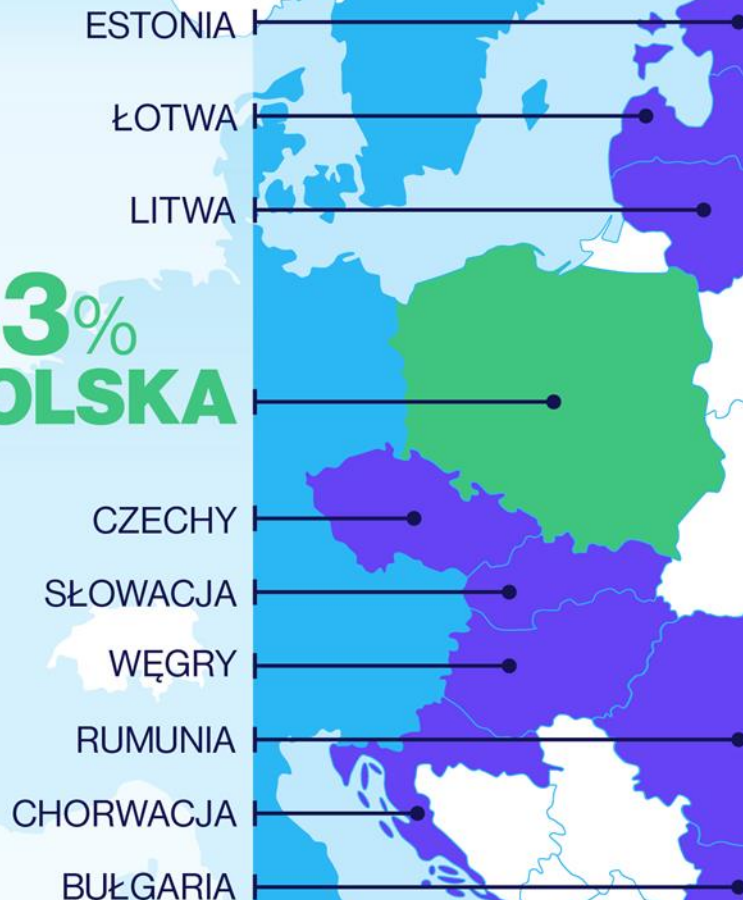 ESTONIA
ŁOTWA
LITWA
3%
OLSKA
CZECHY
SŁOWACJA
WĘGRY
RUMUNIA
CHORWACJA
BUŁGARIA